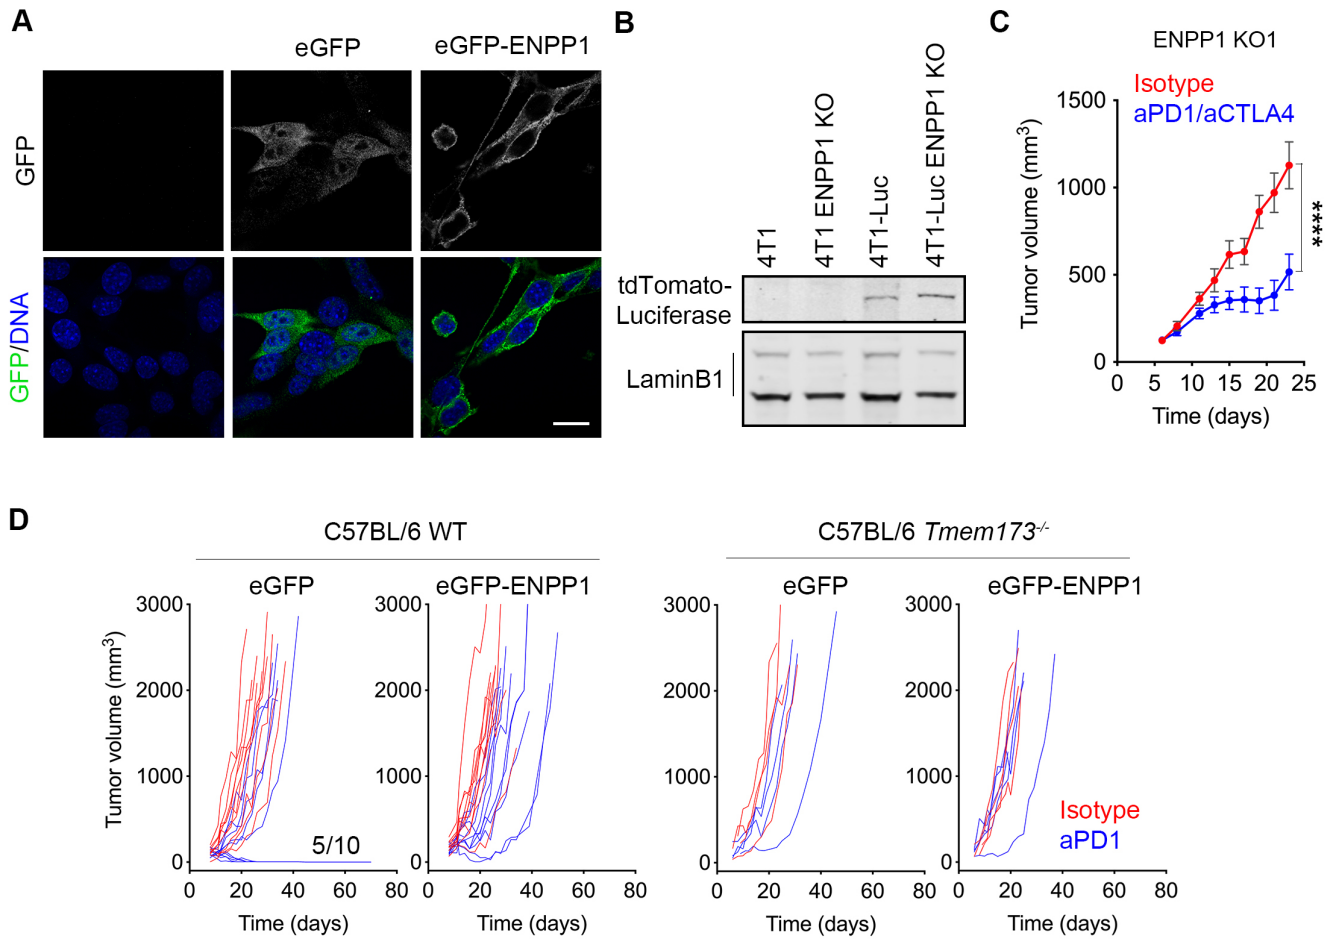 A
eGFP
eGFP-ENPP1
GFP
GFP/DNA
B
4T1
4T1 ENPP1 KO
4T1-Luc
4T1-Luc ENPP1 KO
tdTomato-
Luciferase
LaminB1
C
ENPP1 KO1
Isotype
aPD1/aCTLA4
Tumor volume (mm3)
1500
1000
500
0
0 5 10 15 20 25
Time (days)
****
D
C57BL/6 WT
C57BL/6 Tmem173-/-
eGFP
eGFP-ENPP1
eGFP
eGFP-ENPP1
Tumor volume (mm3)
3000
2000
1000
0
5/10
0 20 40 60 80
Time (days)
3000
2000
1000
0
0 20 40 60 80
Time (days)
3000
2000
1000
0
0 20 40 60 80
Time (days)
3000
2000
1000
0
Isotype
aPD1
0 20 40 60 80
Time (days)